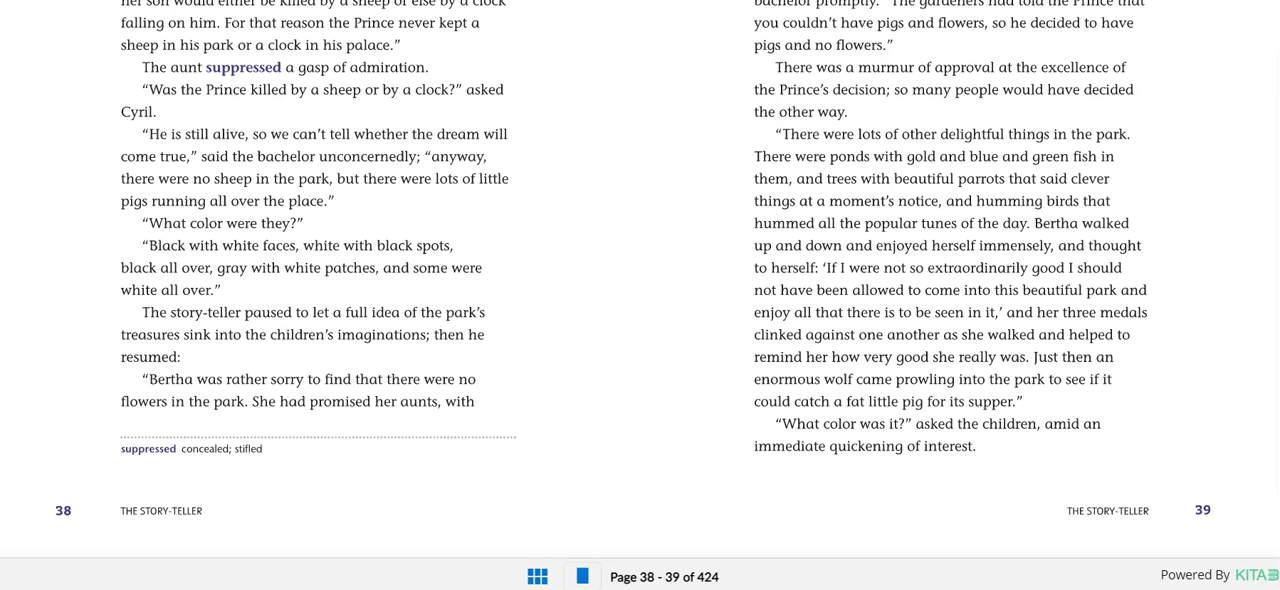 her son would either be killed by a sheep or else by a clock
falling on him. For that reason the Prince never kept a
sheep in his park or a clock in his palace.”
The aunt suppressed a gasp of admiration.
“Was the Prince killed by a sheep or by a clock?” asked
Cyril.
“He is still alive, so we can’t tell whether the dream will
come true,” said the bachelor unconcernedly; “anyway,
there were no sheep in the park, but there were lots of little
pigs running all over the place.”
“What color were they?”
“Black with white faces, white with black spots,
black all over, gray with white patches, and some were
white all over.”
The story-teller paused to let a full idea of the park’s
treasures sink into the children’s imaginations; then he
resumed:
“Bertha was rather sorry to find that there were no
flowers in the park. She had promised her aunts, with
suppressed concealed; stifled
38 THE STORY-TELLER
bachelor promptly. “The gardeners had told the Prince that
you couldn’t have pigs and flowers, so he decided to have
pigs and no flowers.”
There was a murmur of approval at the excellence of
the Prince’s decision; so many people would have decided
the other way.
“There were lots of other delightful things in the park.
There were ponds with gold and blue and green fish in
them, and trees with beautiful parrots that said clever
things at a moment’s notice, and humming birds that
hummed all the popular tunes of the day. Bertha walked
up and down and enjoyed herself immensely, and thought
to herself: ‘If I were not so extraordinarily good I should
not have been allowed to come into this beautiful park and
enjoy all that there is to be seen in it,’ and her three medals
clinked against one another as she walked and helped to
remind her how very good she really was. Just then an
enormous wolf came prowling into the park to see if it
could catch a fat little pig for its supper.”
“What color was it?” asked the children, amid an
immediate quickening of interest.
THE STORY-TELLER 39
Page 38 - 39 of 424
Powered By KITAB